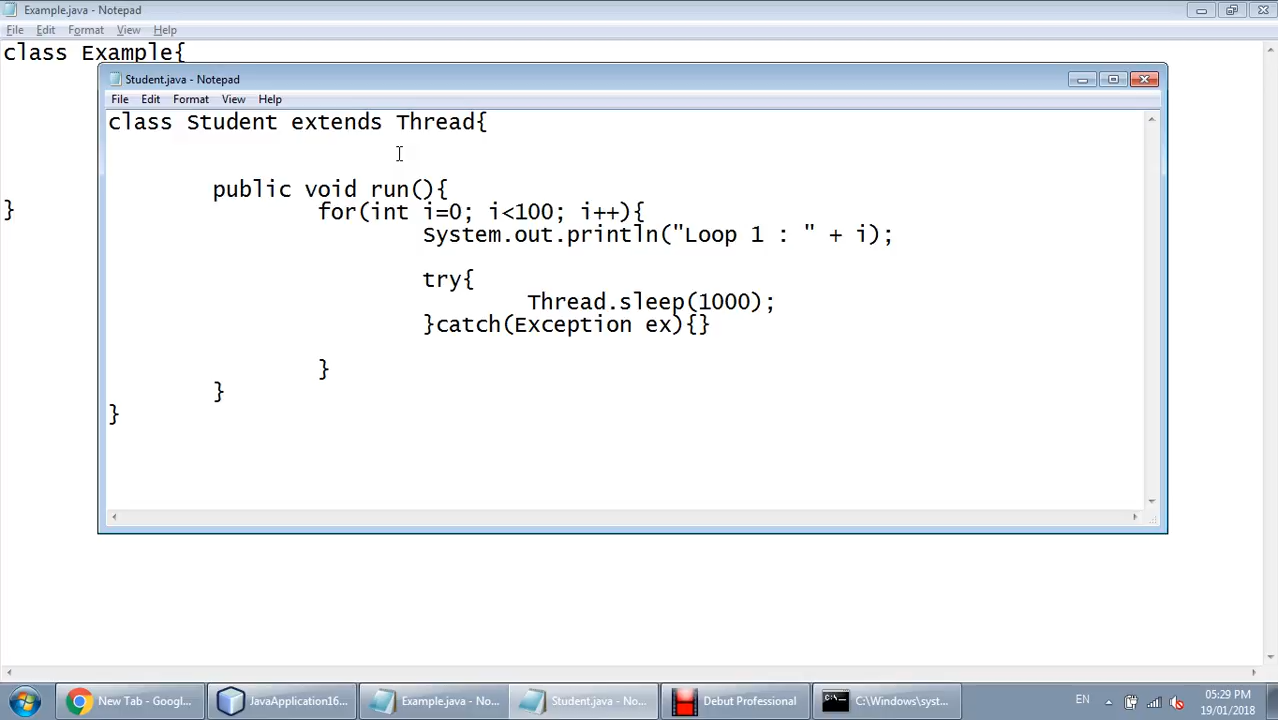 Example.java - Notepad
File Edit Format View Help
class Example{
}
Student.java - Notepad
File Edit Format View Help
class Student extends Thread{
public void run(){
for(int i=0; i<100; i++){
System.out.println("Loop 1 : " + i);
try{
Thread.sleep(1000);
}catch(Exception ex){}
}
}
}
New Tab - Googl...
JavaApplication16...
Example.java - No...
Student.java - No...
Debut Professional
C:\Windows\syst...
EN
05:29 PM
19/01/2018